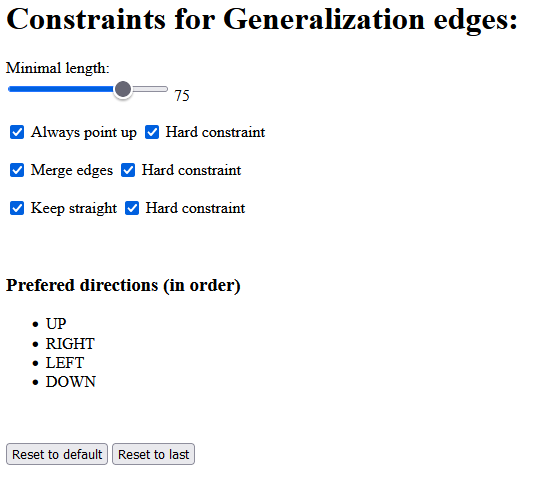 Constraints for Generalization edges:
Minimal length:
75
Always point up Hard constraint
Merge edges Hard constraint
Keep straight Hard constraint
Prefered directions (in order)
UP
RIGHT
LEFT
DOWN
Reset to default Reset to last